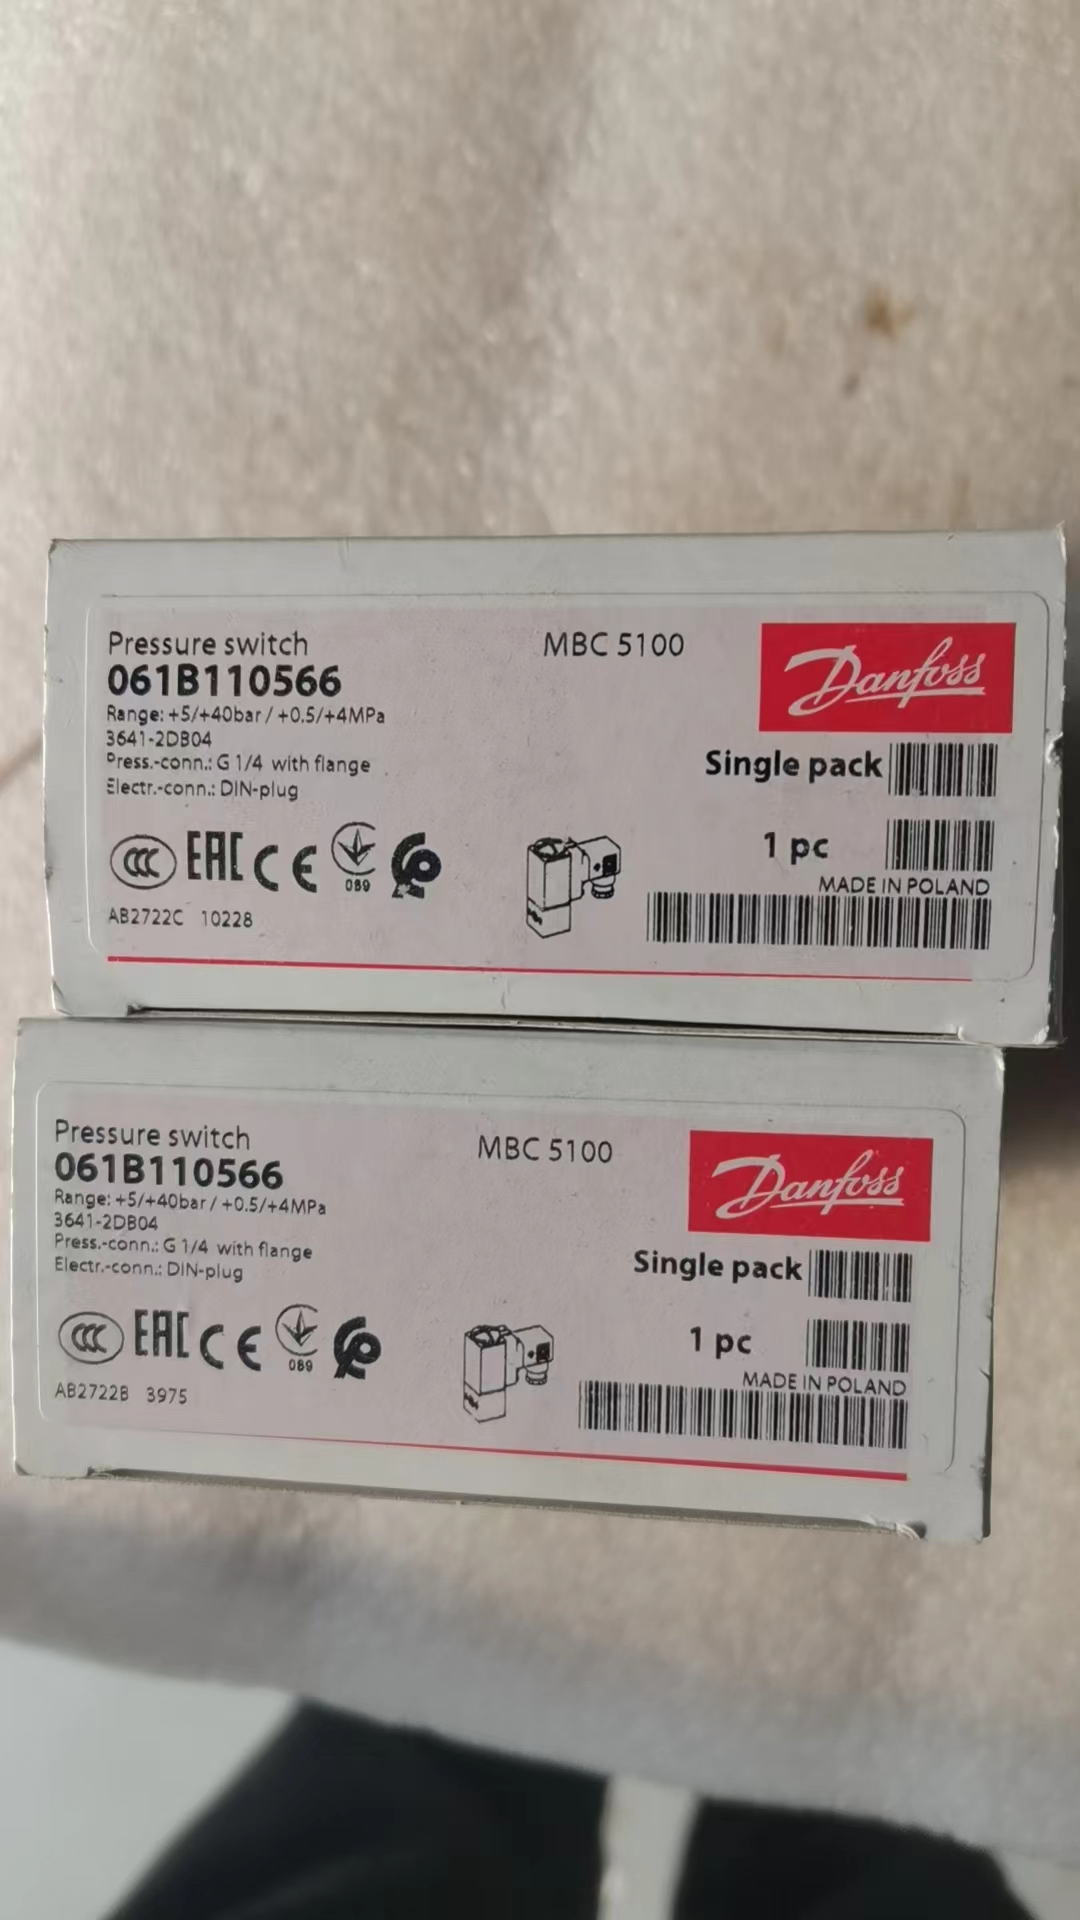 Pressure switch
MBC 5100
Danfoss
061B110566
Range: +5/+40bar / +0.5/+4MPa
3641-2DB04
Press.-conn.: G 1/4 with flange
Single pack
Electr.-conn.: DIN-plug
1 pc
CCC EAC CE
089
MADE IN POLAND
AB2722C 10228
Pressure switch
MBC 5100
Danfoss
061B110566
Range: +5/+40bar / +0.5/+4MPa
3641-2DB04
Press.-conn.: G 1/4 with flange
Single pack
Electr.-conn.: DIN-plug
1 pc
CCC EAC CE
089
MADE IN POLAND
AB2722B 3975